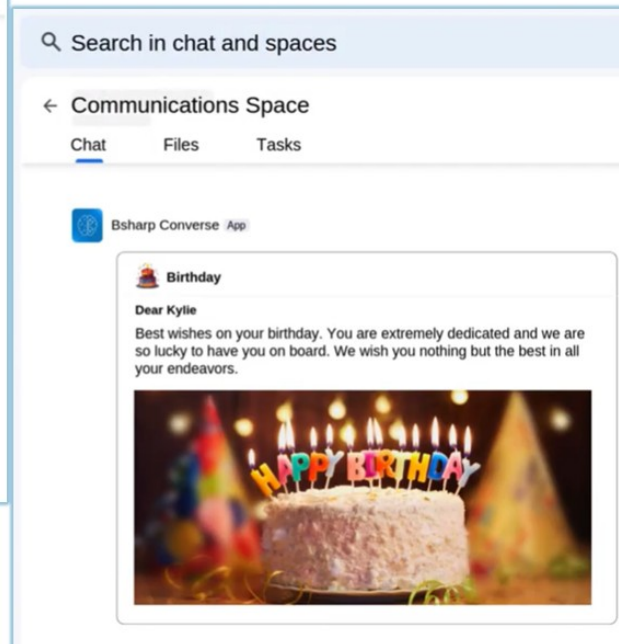 Search in chat and spaces
Communications Space
Chat Files Tasks
Bsharp Converse App
Birthday
Dear Kylie
Best wishes on your birthday. You are extremely dedicated and we are
so lucky to have you on board. We wish you nothing but the best in all
your endeavors.
HAPPY BIRTHDAY